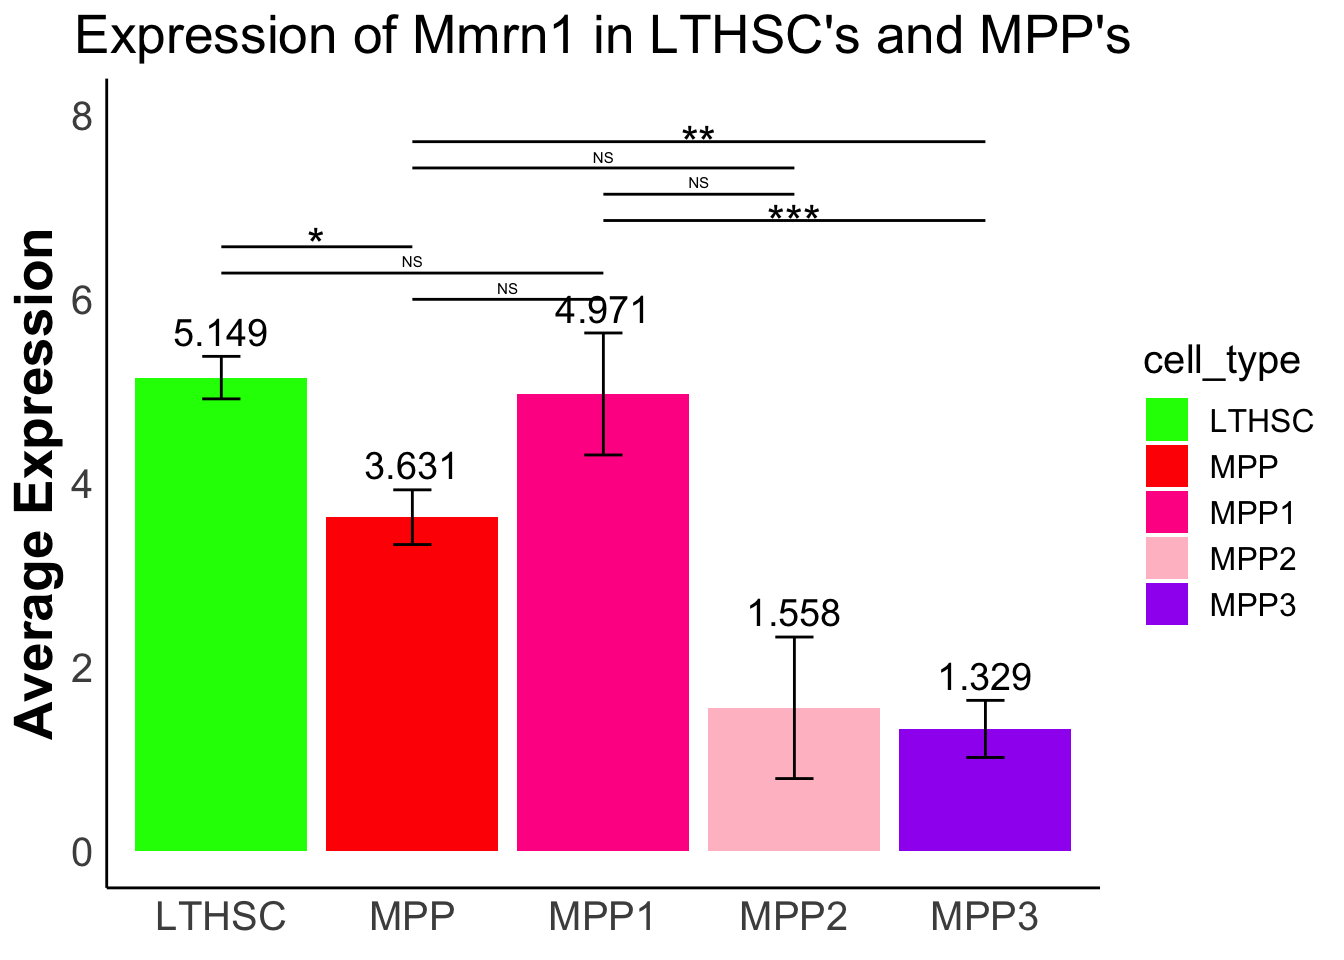 Expression of Mmrn1 in LTHSC's and MPP's
Average Expression
8
6
4
2
0
**
NS
NS
***
*
NS
NS
5.149
3.631
4.971
1.558
1.329
LTHSC
MPP
MPP1
MPP2
MPP3
cell_type
LTHSC
MPP
MPP1
MPP2
MPP3